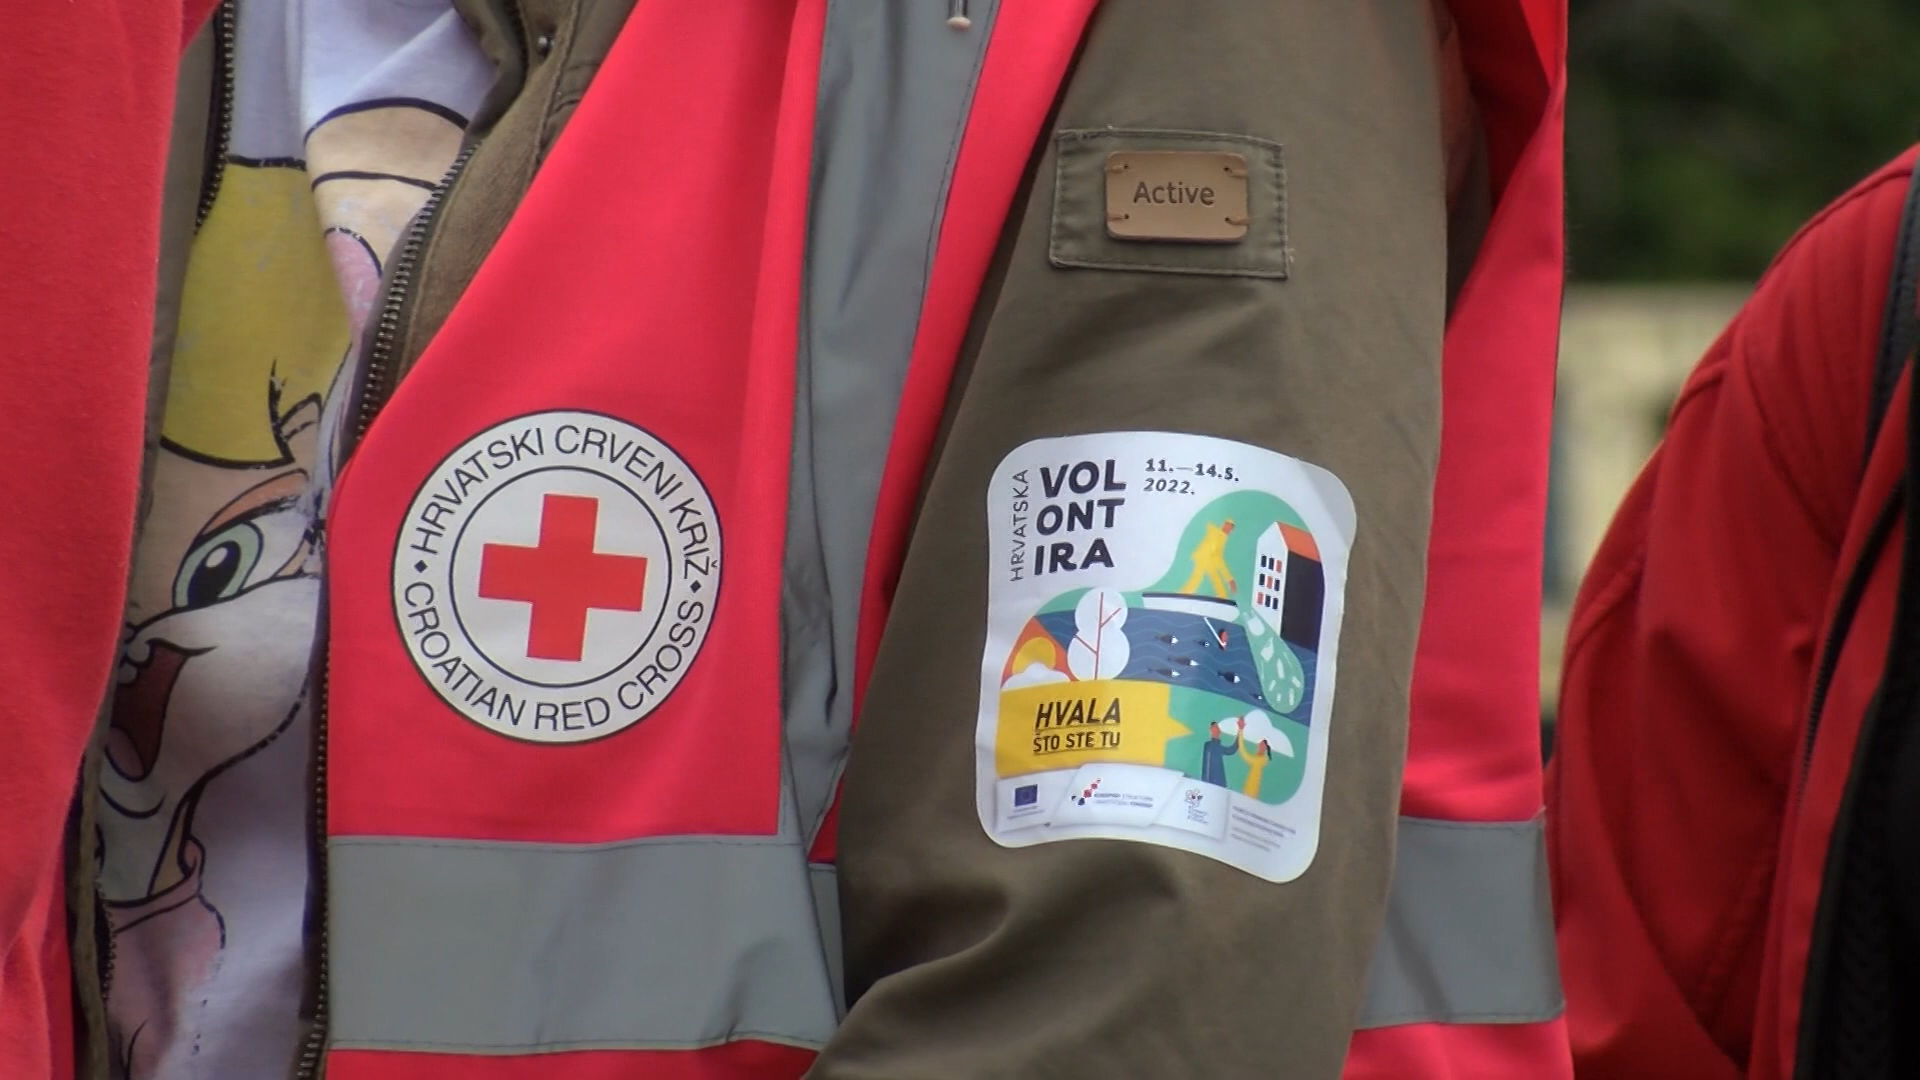 Active
HRVATSKI CRVENI KRIŽ
CROATIAN RED CROSS
HRVATSKA
VOL
ONT
IRA
11.—14.5.
2022.
HVALA
ŠTO STE TU